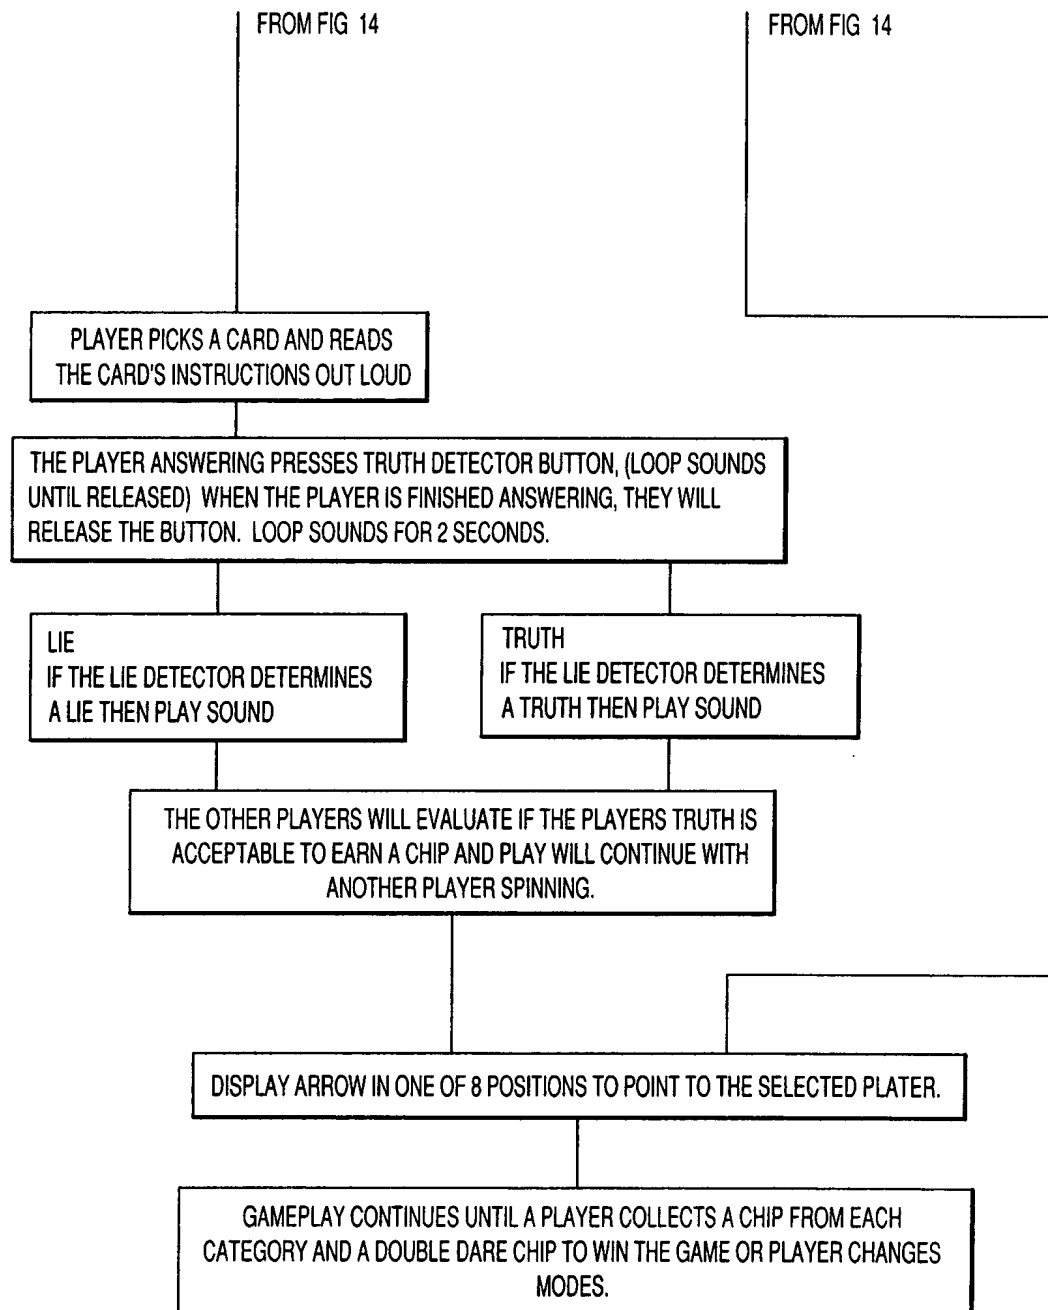 FROM FIG 14
FROM FIG 14
PLAYER PICKS A CARD AND READS
THE CARD'S INSTRUCTIONS OUT LOUD
THE PLAYER ANSWERING PRESSES TRUTH DETECTOR BUTTON, (LOOP SOUNDS
UNTIL RELEASED) WHEN THE PLAYER IS FINISHED ANSWERING, THEY WILL
RELEASE THE BUTTON. LOOP SOUNDS FOR 2 SECONDS.
LIE
IF THE LIE DETECTOR DETERMINES
A LIE THEN PLAY SOUND
TRUTH
IF THE LIE DETECTOR DETERMINES
A TRUTH THEN PLAY SOUND
THE OTHER PLAYERS WILL EVALUATE IF THE PLAYERS TRUTH IS
ACCEPTABLE TO EARN A CHIP AND PLAY WILL CONTINUE WITH
ANOTHER PLAYER SPINNING.
DISPLAY ARROW IN ONE OF 8 POSITIONS TO POINT TO THE SELECTED PLATER.
GAMEPLAY CONTINUES UNTIL A PLAYER COLLECTS A CHIP FROM EACH
CATEGORY AND A DOUBLE DARE CHIP TO WIN THE GAME OR PLAYER CHANGES
MODES.